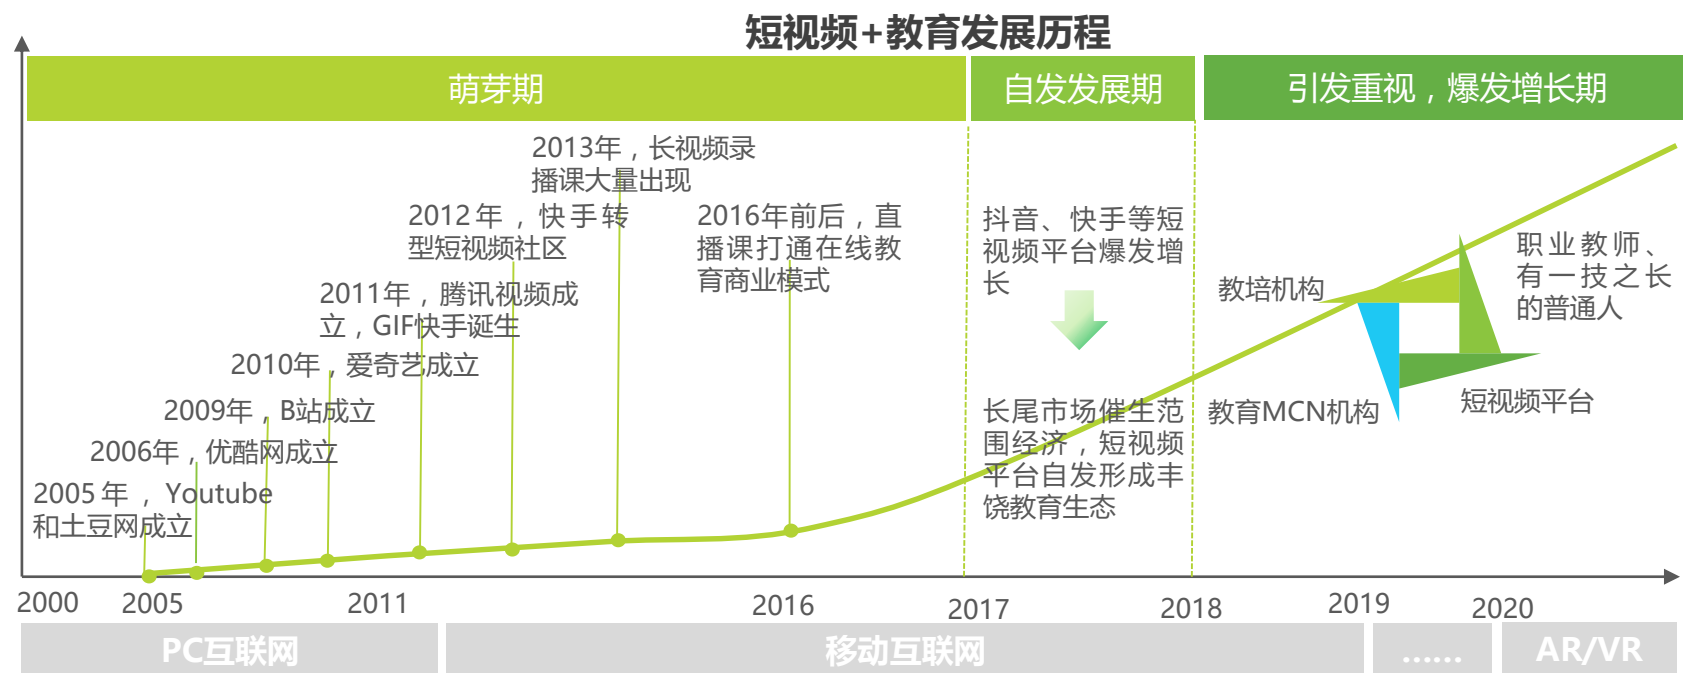 短视频+教育发展历程
萌芽期
自发发展期
引发重视，爆发增长期
2013年，长视频录
播课大量出现
2012年，快手转
型短视频社区
2016年前后，直
播课打通在线教
育商业模式
2011年，腾讯视频成
立，GIF快手诞生
2010年，爱奇艺成立
2009年，B站成立
2006年，优酷网成立
2005年，Youtube
和土豆网成立
抖音、快手等短
视频平台爆发增
长
长尾市场催生范
围经济，短视频
平台自发形成丰
饶教育生态
教培机构
职业教师、
有一技之长
的普通人
教育MCN机构
短视频平台
2000
2005
2011
2016
2017
2018
2019
2020
PC互联网
移动互联网
……
AR/VR